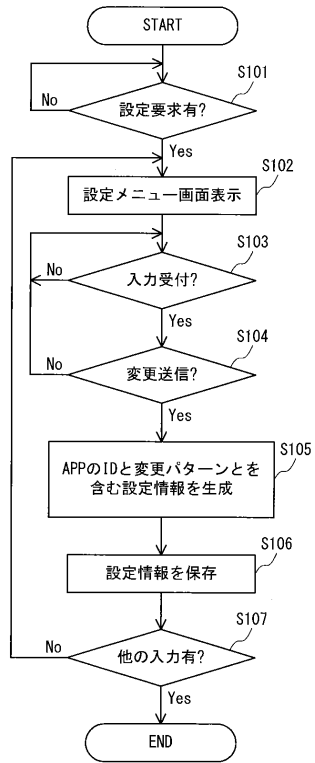 START
S101
No
設定要求有?
Yes
S102
設定メニュー画面表示
S103
No
入力受付?
Yes
S104
No
変更送信?
Yes
S105
APPのIDと変更パターンとを
含む設定情報を生成
S106
設定情報を保存
S107
No
他の入力有?
Yes
END